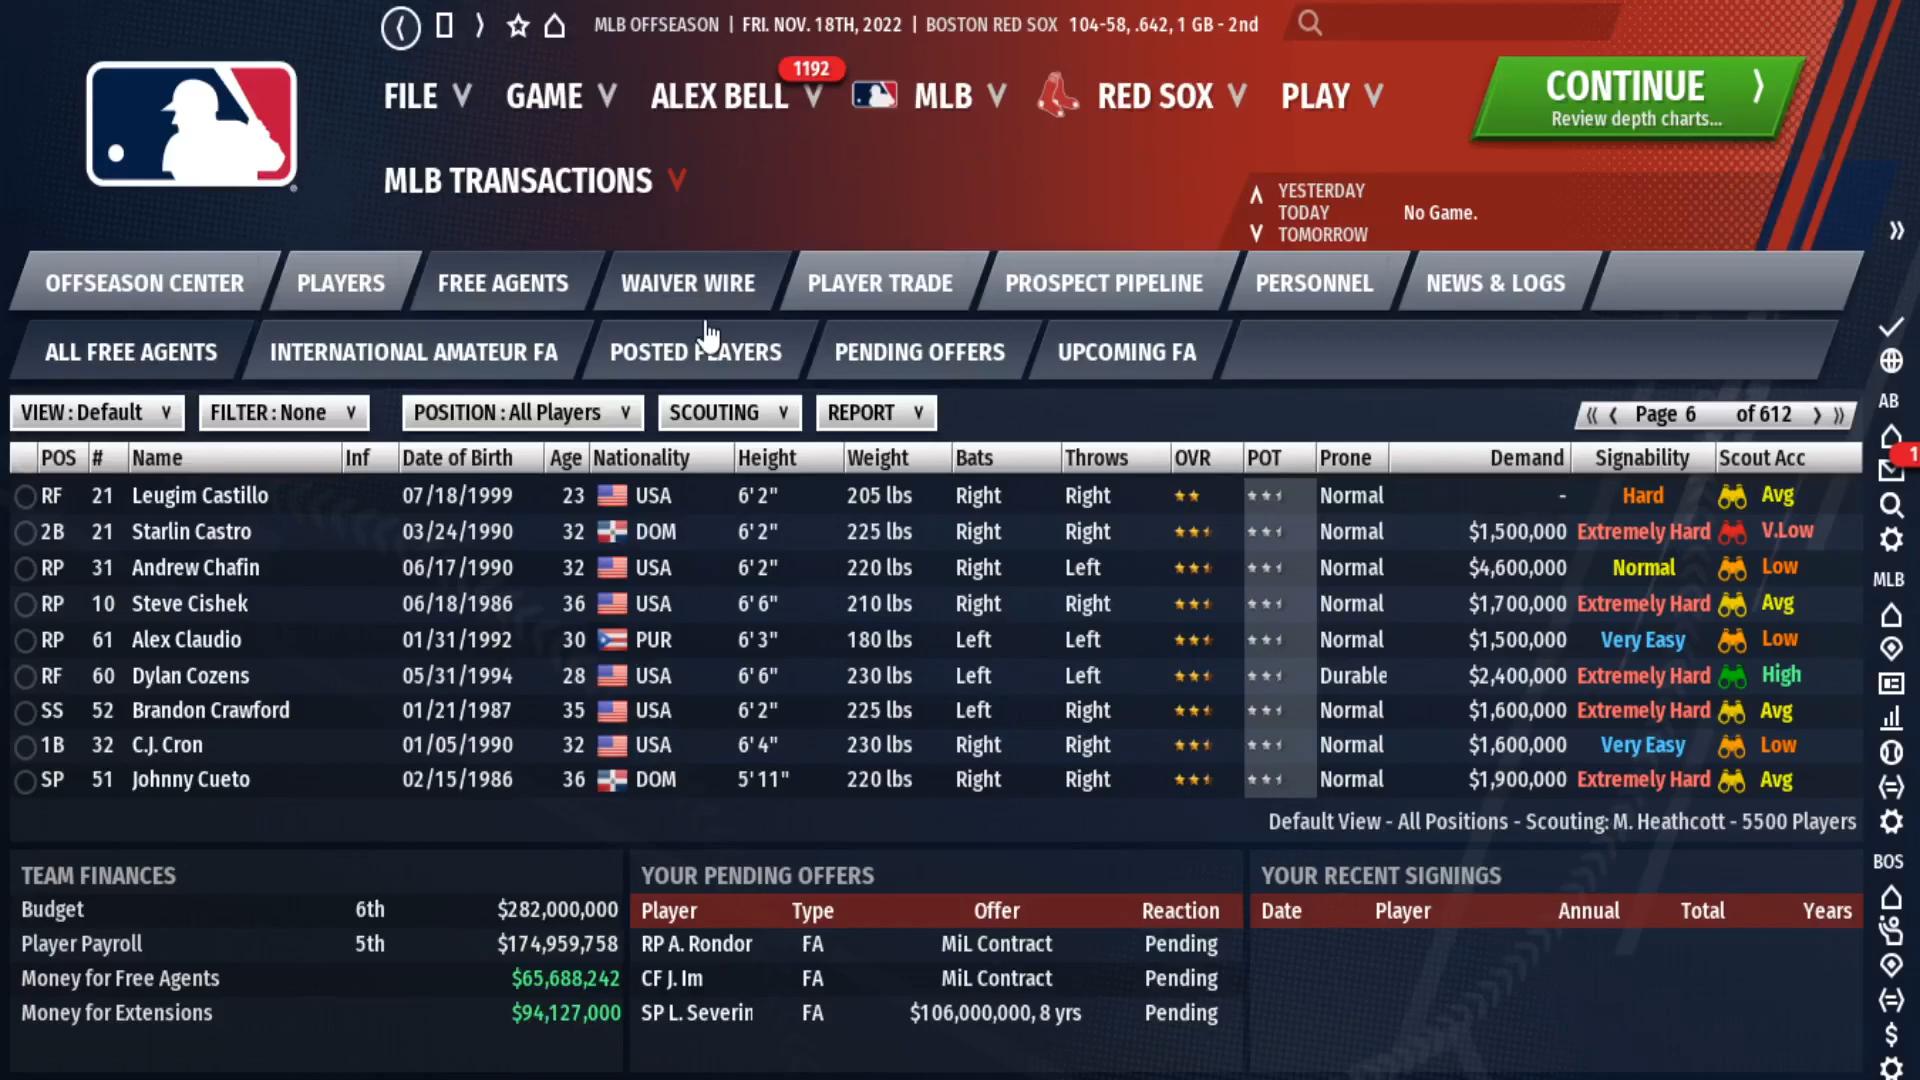 MLB OFFSEASON | FRI. NOV. 18TH, 2022 | BOSTON RED SOX 104-58, .642, 1 GB - 2nd
FILE GAME ALEX BELL 1192 MLB RED SOX PLAY
CONTINUE
Review depth charts...
MLB TRANSACTIONS
YESTERDAY
TODAY No Game.
TOMORROW
OFFSEASON CENTER PLAYERS FREE AGENTS WAIVER WIRE PLAYER TRADE PROSPECT PIPELINE PERSONNEL NEWS & LOGS
ALL FREE AGENTS INTERNATIONAL AMATEUR FA POSTED PLAYERS PENDING OFFERS UPCOMING FA
VIEW : Default FILTER : None POSITION : All Players SCOUTING REPORT Page 6 of 612
POS # Name Inf Date of Birth Age Nationality Height Weight Bats Throws OVR POT Prone Demand Signability Scout Acc
RF 21 Leugim Castillo 07/18/1999 23 USA 6' 2" 205 lbs Right Right Normal - Hard Avg
2B 21 Starlin Castro 03/24/1990 32 DOM 6' 2" 225 lbs Right Right Normal $1,500,000 Extremely Hard V.Low
RP 31 Andrew Chafin 06/17/1990 32 USA 6' 2" 220 lbs Right Left Normal $4,600,000 Normal Low
RP 10 Steve Cishek 06/18/1986 36 USA 6' 6" 210 lbs Right Right Normal $1,700,000 Extremely Hard Avg
RP 61 Alex Claudio 01/31/1992 30 PUR 6' 3" 180 lbs Left Left Normal $1,500,000 Very Easy Low
RF 60 Dylan Cozens 05/31/1994 28 USA 6' 6" 230 lbs Left Left Durable $2,400,000 Extremely Hard High
SS 52 Brandon Crawford 01/21/1987 35 USA 6' 2" 225 lbs Left Right Normal $1,600,000 Extremely Hard Avg
1B 32 C.J. Cron 01/05/1990 32 USA 6' 4" 230 lbs Right Right Normal $1,600,000 Very Easy Low
SP 51 Johnny Cueto 02/15/1986 36 DOM 5' 11" 220 lbs Right Right Normal $1,900,000 Extremely Hard Avg
Default View - All Positions - Scouting: M. Heathcott - 5500 Players
TEAM FINANCES
Budget 6th $282,000,000
Player Payroll 5th $174,959,758
Money for Free Agents $65,688,242
Money for Extensions $94,127,000
YOUR PENDING OFFERS
Player Type Offer Reaction
RP A. Rondor FA MiL Contract Pending
CF J. Im FA MiL Contract Pending
SP L. Severin FA $106,000,000, 8 yrs Pending
YOUR RECENT SIGNINGS
Date Player Annual Total Years
AB
1
MLB
BOS